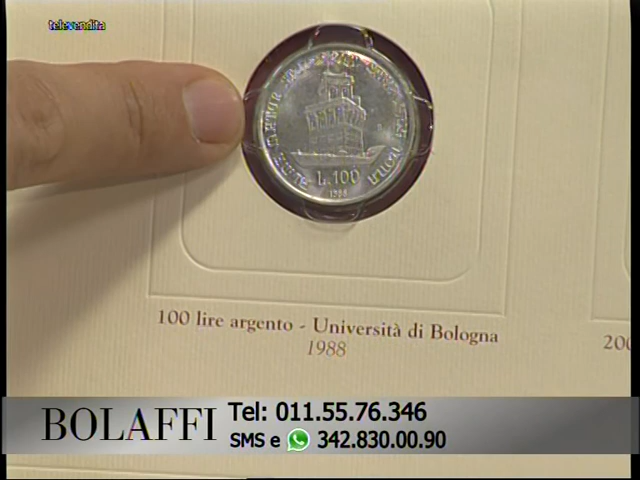 televendita
L.100
1988
100 lire argento - Università di Bologna
1988
200
BOLAFFI
Tel: 011.55.76.346
SMS e 342.830.00.90